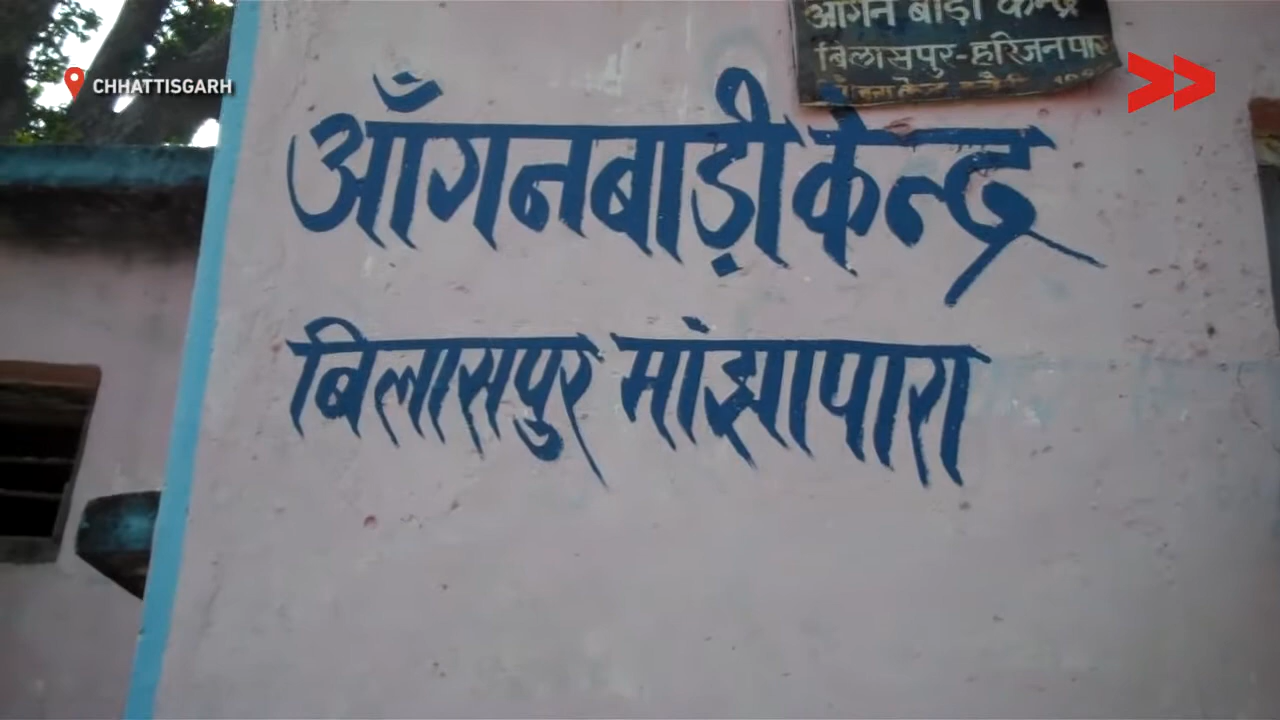 आंगन बाड़ी केन्द्र
बिलासपुर-हरिजनपारा
CHHATTISGARH
आँगनबाड़ी केन्द्र
बिलासपुर मांझापारा